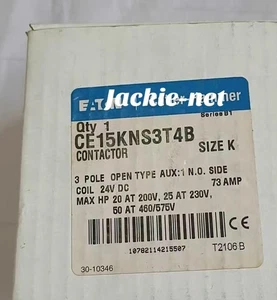 jackie-net
EATON
Series B1
Qty 1
CE15KNS3T4B
CONTACTOR SIZE K
3 POLE OPEN TYPE AUX:1 N.O. SIDE
COIL 24V DC 73 AMP
MAX HP 20 AT 200V, 25 AT 230V,
50 AT 460/575V
10782114215507
30-10346 T2106 B